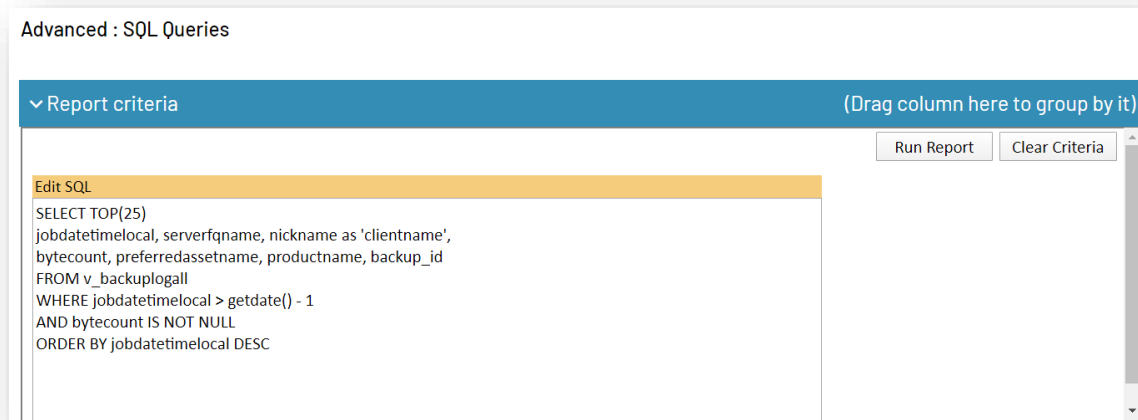 Advanced : SQL Queries
Report criteria
(Drag column here to group by it)
Run Report
Clear Criteria
Edit SQL
SELECT TOP(25)
jobdatetimelocal, serverfqname, nickname as 'clientname',
bytecount, preferredassetname, productname, backup_id
FROM v_backuplogall
WHERE jobdatetimelocal > getdate() - 1
AND bytecount IS NOT NULL
ORDER BY jobdatetimelocal DESC